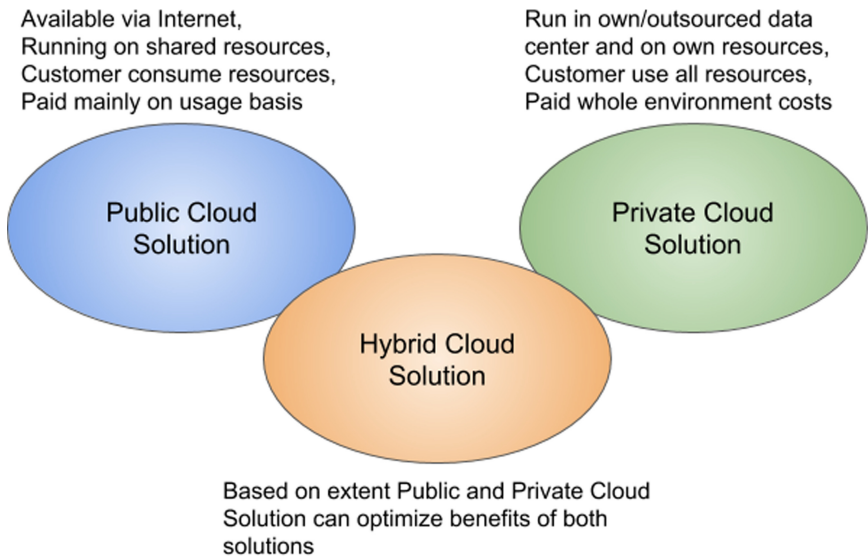 Available via Internet,
Running on shared resources,
Customer consume resources,
Paid mainly on usage basis
Run in own/outsourced data
center and on own resources,
Customer use all resources,
Paid whole environment costs
Public Cloud
Solution
Private Cloud
Solution
Hybrid Cloud
Solution
Based on extent Public and Private Cloud
Solution can optimize benefits of both
solutions